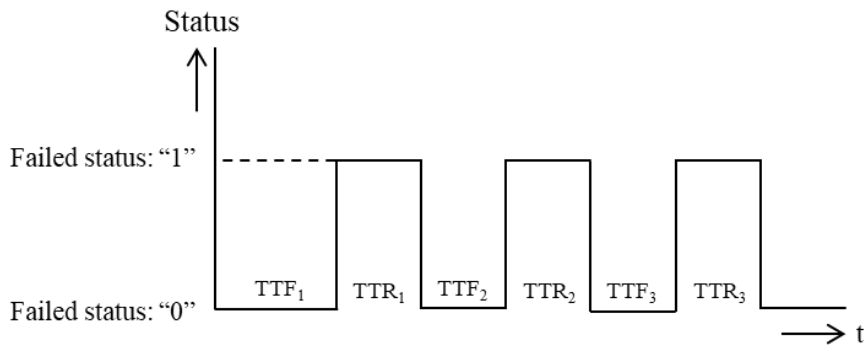 Status
Failed status: “1”
TTF₁ TTR₁ TTF₂ TTR₂ TTF₃ TTR₃
Failed status: “0”
t